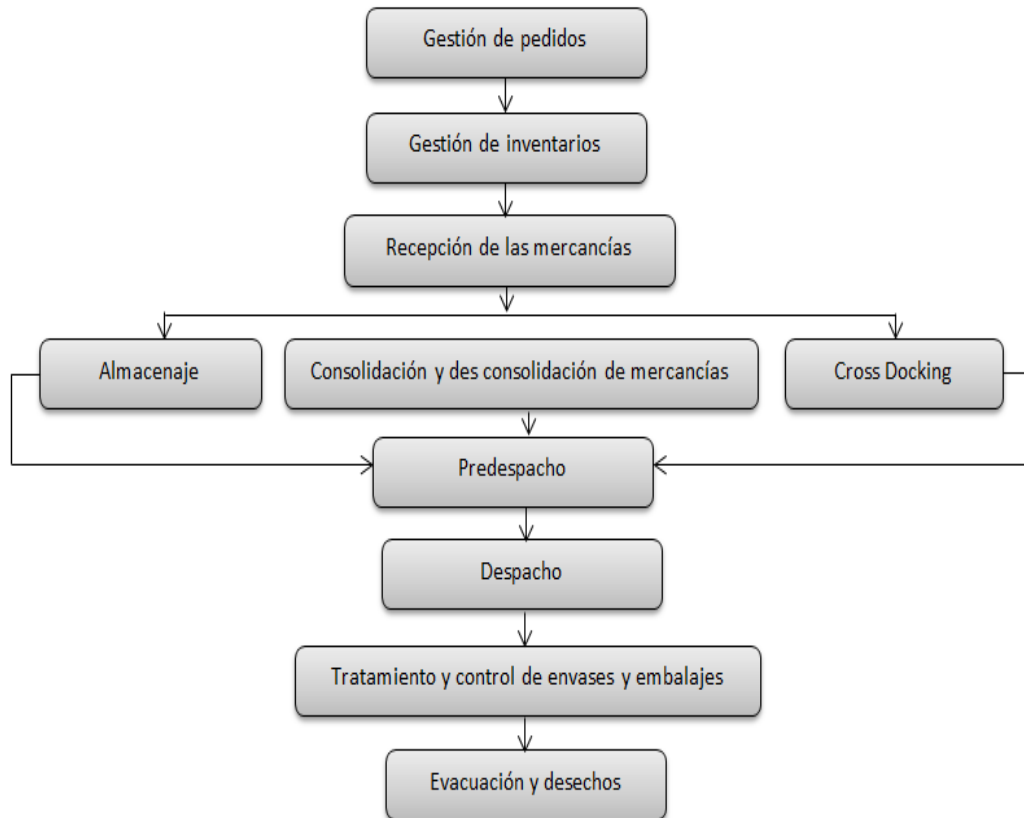 Gestión de pedidos
Gestión de inventarios
Recepción de las mercancías
Almacenaje
Consolidación y des consolidación de mercancías
Cross Docking
Predespacho
Despacho
Tratamiento y control de envases y embalajes
Evacuación y desechos